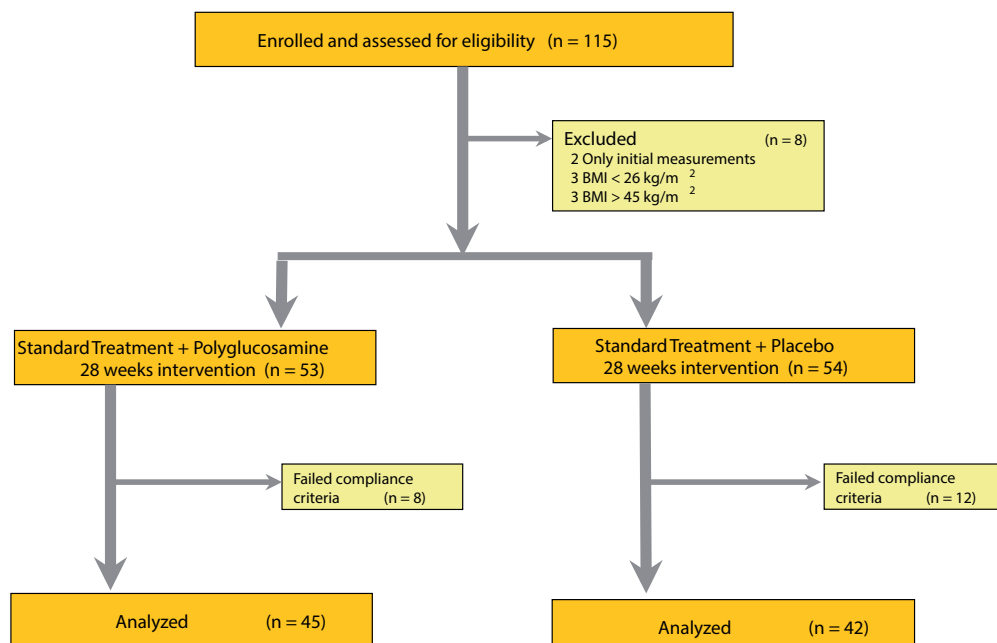 Enrolled and assessed for eligibility (n = 115)
Excluded (n = 8)
2 Only initial measurements
3 BMI < 26 kg/m 2
3 BMI > 45 kg/m 2
Standard Treatment + Polyglucosamine
28 weeks intervention (n = 53)
Standard Treatment + Placebo
28 weeks intervention (n = 54)
Failed compliance
criteria (n = 8)
Failed compliance
criteria (n = 12)
Analyzed (n = 45)
Analyzed (n = 42)